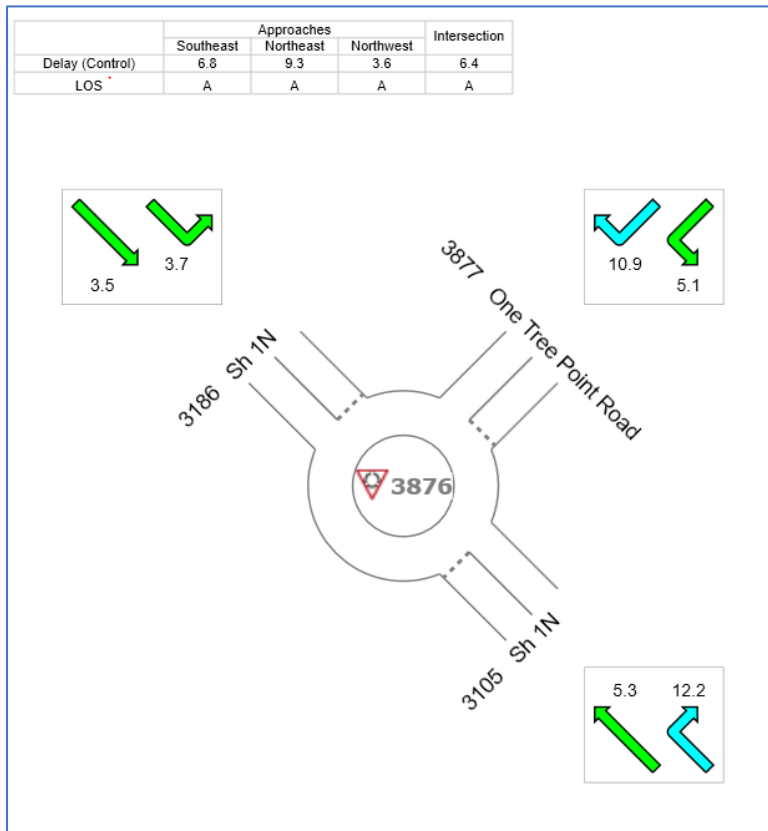 Approaches
Southeast Northeast Northwest Intersection
Delay (Control) 6.8 9.3 3.6 6.4
LOS * A A A A
3.5 3.7
10.9 5.1
3877 One Tree Point Road
3186 Sh 1N
3876
3105 Sh 1N
5.3 12.2